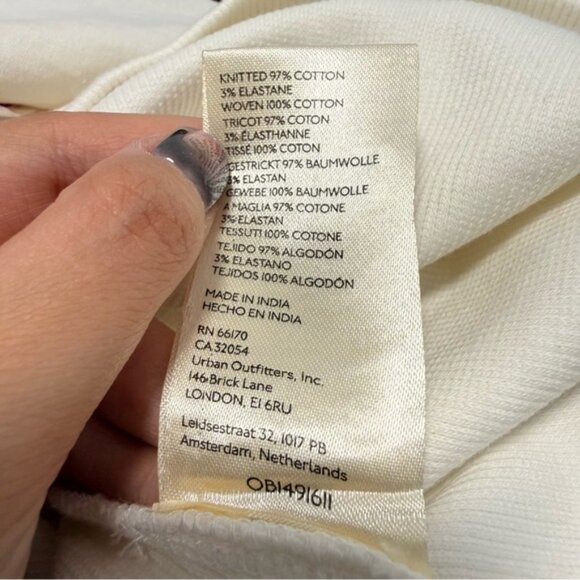 KNITTED 97% COTTON
3% ELASTANE
WOVEN 100% COTTON
TRICOT 97% COTON
3% ÉLASTHANNE
TISSÉ 100% COTON
GESTRICKT 97% BAUMWOLLE
3% ELASTAN
GEWEBE 100% BAUMWOLLE
A MAGLIA 97% COTONE
3% ELASTAN
TESSUTI 100% COTONE
TEJIDO 97% ALGODÓN
3% ELASTANO
TEJIDOS 100% ALGODÓN
MADE IN INDIA
HECHO EN INDIA
RN 66170
CA 32054
Urban Outfitters, Inc.
146 Brick Lane
LONDON, E1 6RU
Leidsestraat 32, 1017 PB
Amsterdam, Netherlands
OB1491611